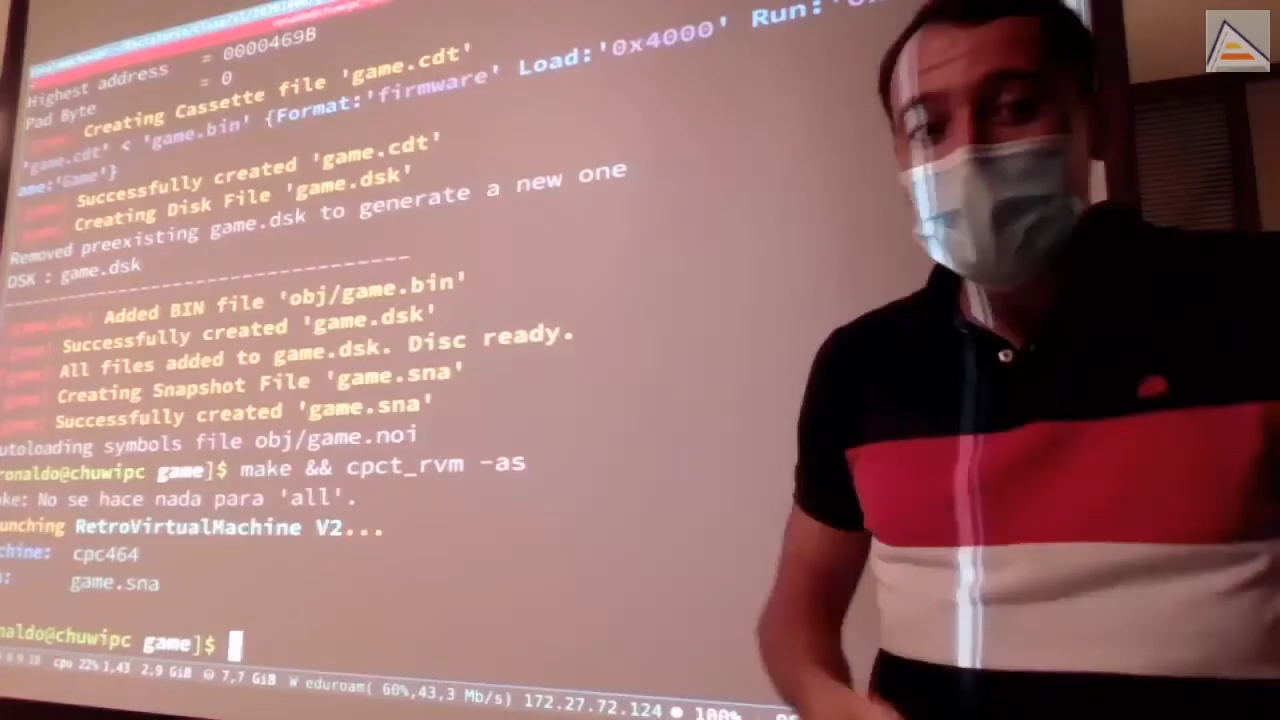 Highest address = 0000469B
Pad Byte = 0
Creating Cassette file 'game.cdt'
'game.cdt' < 'game.bin' {Format:'firmware' Load:'0x4000' Run:'0x
ame:'Game'}
Successfully created 'game.cdt'
Creating Disk File 'game.dsk'
Removed preexisting game.dsk to generate a new one
DSK : game.dsk
------------------------------------
Added BIN file 'obj/game.bin'
Successfully created 'game.dsk'
All files added to game.dsk. Disc ready.
Creating Snapshot File 'game.sna'
Successfully created 'game.sna'
utoloading symbols file obj/game.noi
ronaldo@chuwipc game]$ make && cpct_rvm -as
ke: No se hace nada para 'all'.
unching RetroVirtualMachine V2...
chine: cpc464
game.sna
naldo@chuwipc game]$
cpu 22% 1,43 2,9 GiB 7,7 GiB W eduroam( 60%,43,3 Mb/s) 172.27.72.124 ● 100%